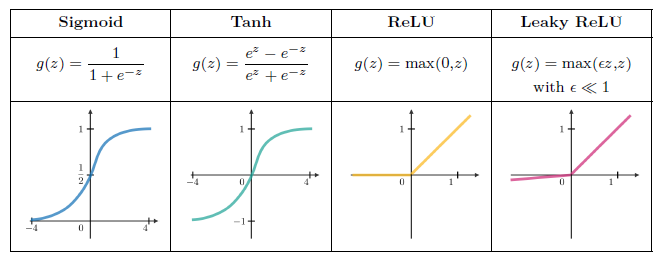 Sigmoid
g(z) = 1 / (1 + e^{-z})
1
1/2
−4
0
4
Tanh
g(z) = (e^z − e^{-z}) / (e^z + e^{-z})
1
−4
0
4
−1
ReLU
g(z) = max(0,z)
1
0
1
Leaky ReLU
g(z) = max(ϵz,z)
with ϵ ≪ 1
1
0
1